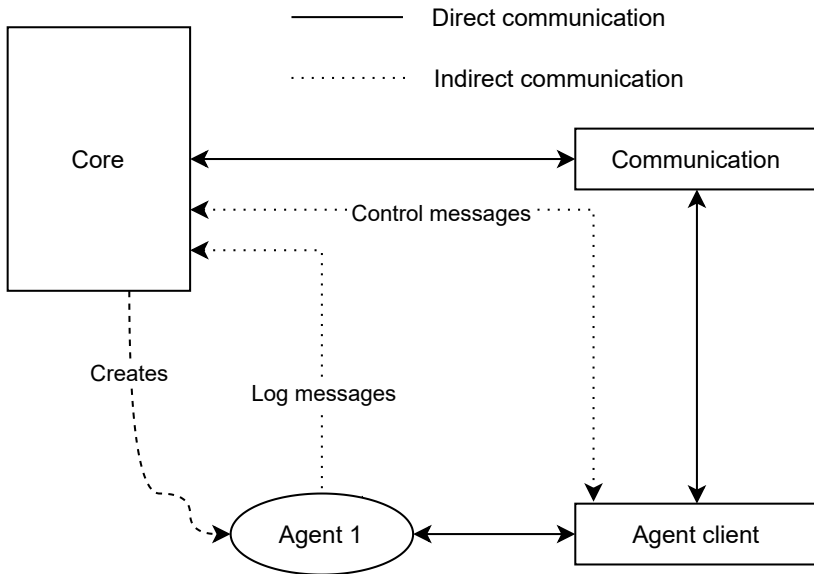 Direct communication
Indirect communication
Core
Communication
Control messages
Creates
Log messages
Agent 1
Agent client